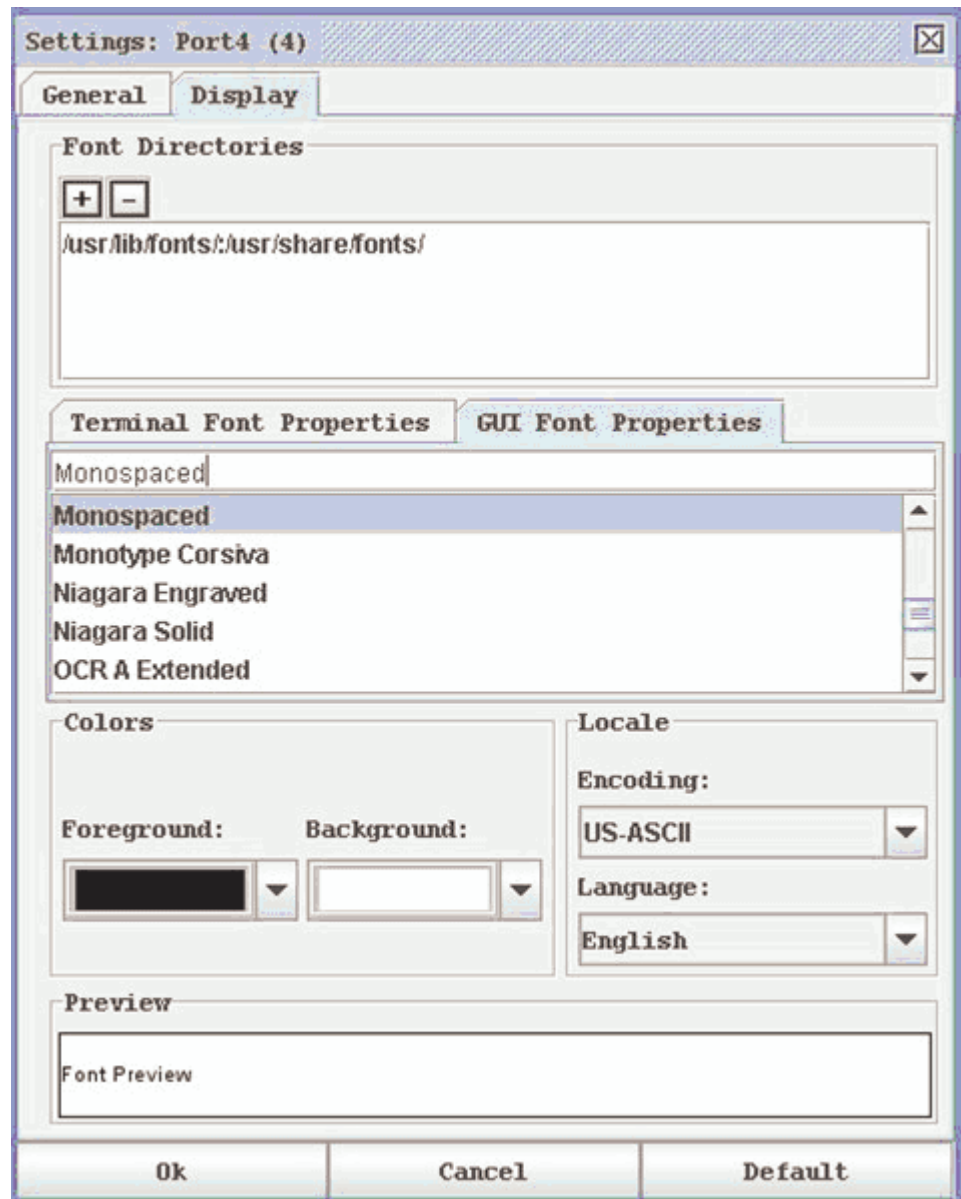 Settings: Port4 (4)
General Display
Font Directories
+ -
/usr/lib/fonts/:/usr/share/fonts/
Terminal Font Properties GUI Font Properties
Monospaced
Monospaced
Monotype Corsiva
Niagara Engraved
Niagara Solid
OCR A Extended
Colors
Foreground: Background:
Locale
Encoding:
US-ASCII
Language:
English
Preview
Font Preview
Ok Cancel Default